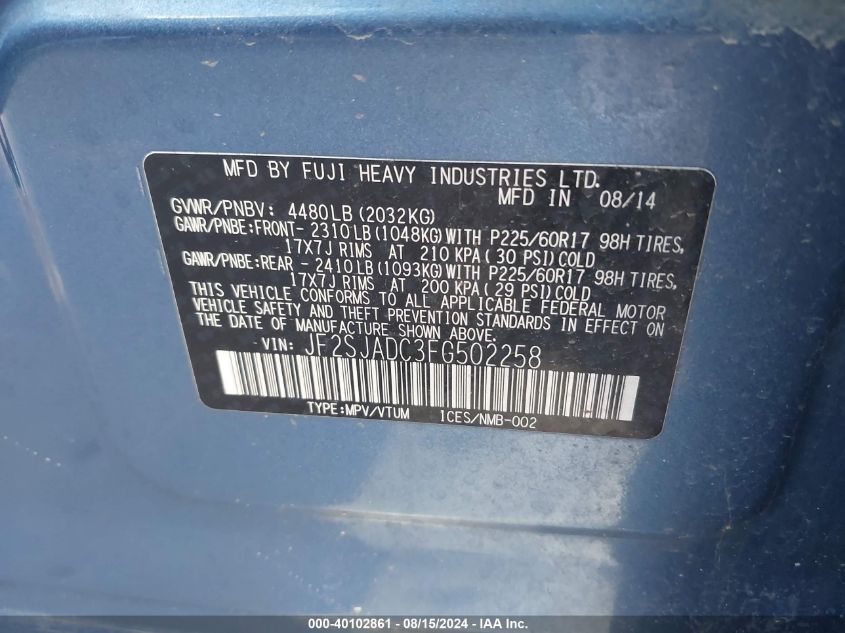 MFD BY FUJI HEAVY INDUSTRIES LTD.
MFD IN 08/14
GVWR/PNBV: 4480LB (2032KG)
GAWR/PNBE:FRONT- 2310LB (1048KG) WITH P225/60R17 98H TIRES,
17X7J RIMS AT 210 KPA ( 30 PSI) COLD
GAWR/PNBE:REAR - 2410LB (1093KG) WITH P225/60R17 98H TIRES,
17X7J RIMS AT 200 KPA ( 29 PSI) COLD
THIS VEHICLE CONFORMS TO ALL APPLICABLE FEDERAL MOTOR
VEHICLE SAFETY AND THEFT PREVENTION STANDARDS IN EFFECT ON
THE DATE OF MANUFACTURE SHOWN ABOVE.
VIN: JF2SJADC3FG502258
TYPE:MPV/VTUM ICES/NMB-002
000-40102861 - 08/15/2024 - IAA Inc.